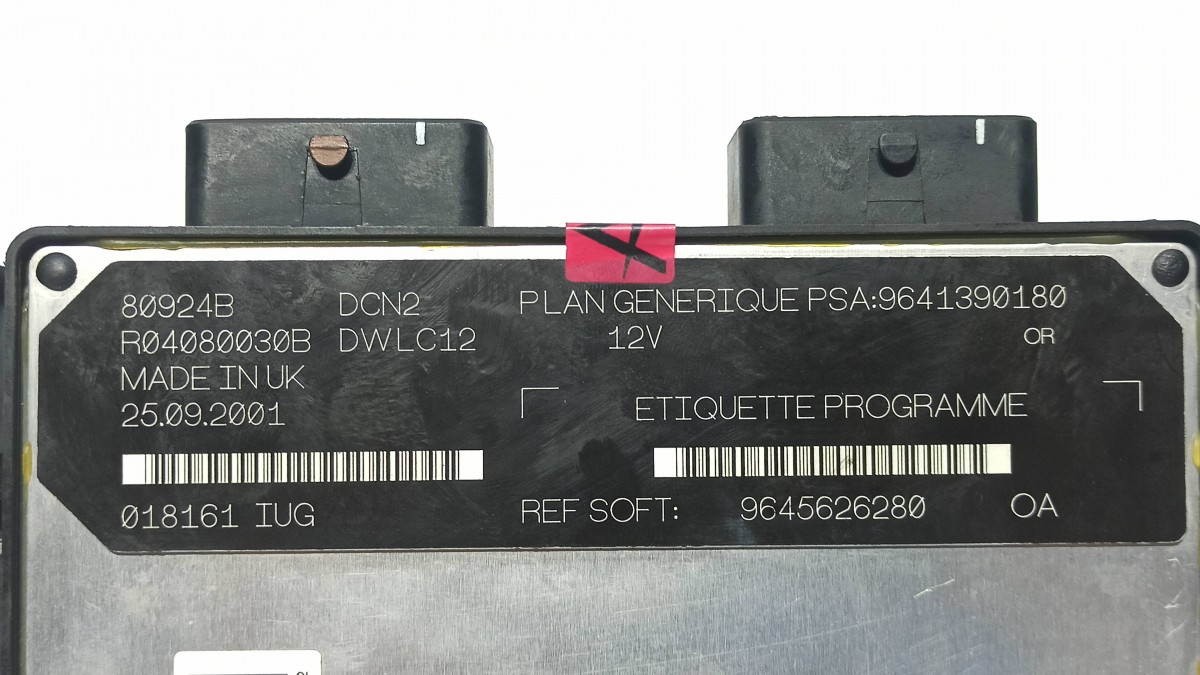 80924B DCN2 PLAN GENERIQUE PSA:9641390180
R04080030B DWLC12 12V OR
MADE IN UK
25.09.2001 ETIQUETTE PROGRAMME
018161 IUG REF SOFT: 9645626280 OA